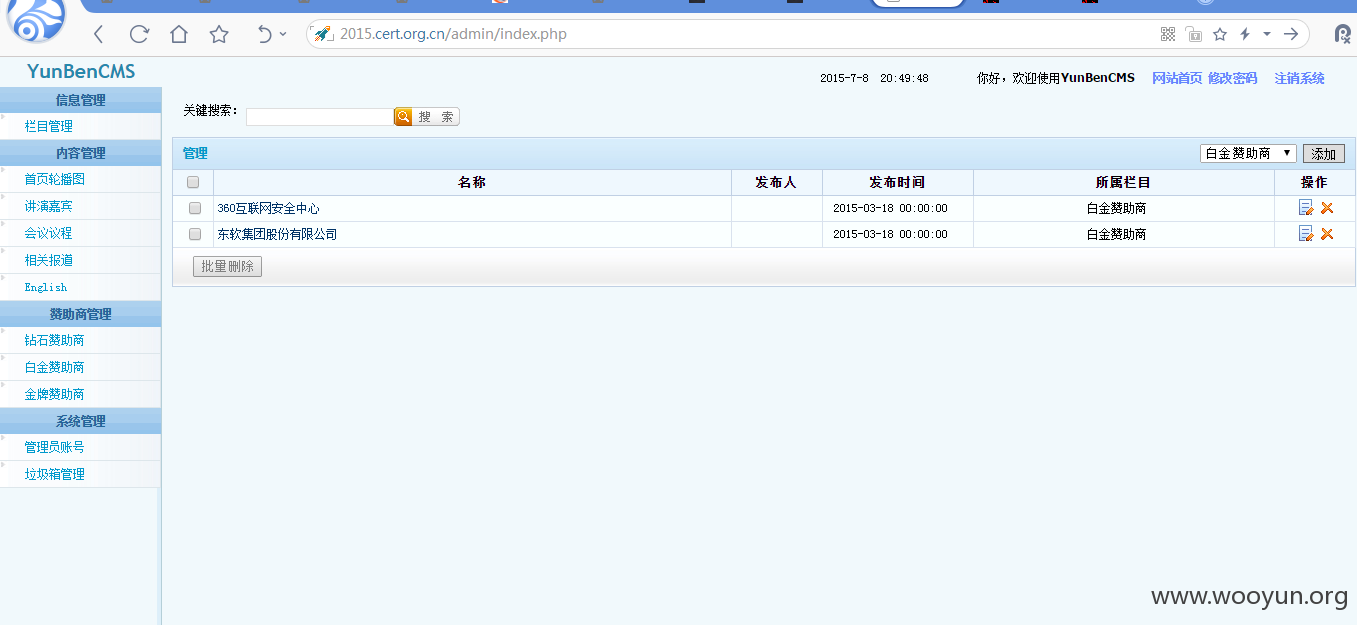 2015.cert.org.cn/admin/index.php
YunBenCMS
2015-7-8 20:49:48 你好，欢迎使用YunBenCMS 网站首页 修改密码 注销系统
信息管理
栏目管理
内容管理
首页轮播图
讲演嘉宾
会议议程
相关报道
English
赞助商管理
钻石赞助商
白金赞助商
金牌赞助商
系统管理
管理员账号
垃圾箱管理
关键搜索： 搜 索
管理 白金赞助商 添加
名称 发布人 发布时间 所属栏目 操作
360互联网安全中心 2015-03-18 00:00:00 白金赞助商
东软集团股份有限公司 2015-03-18 00:00:00 白金赞助商
批量删除
www.wooyun.org